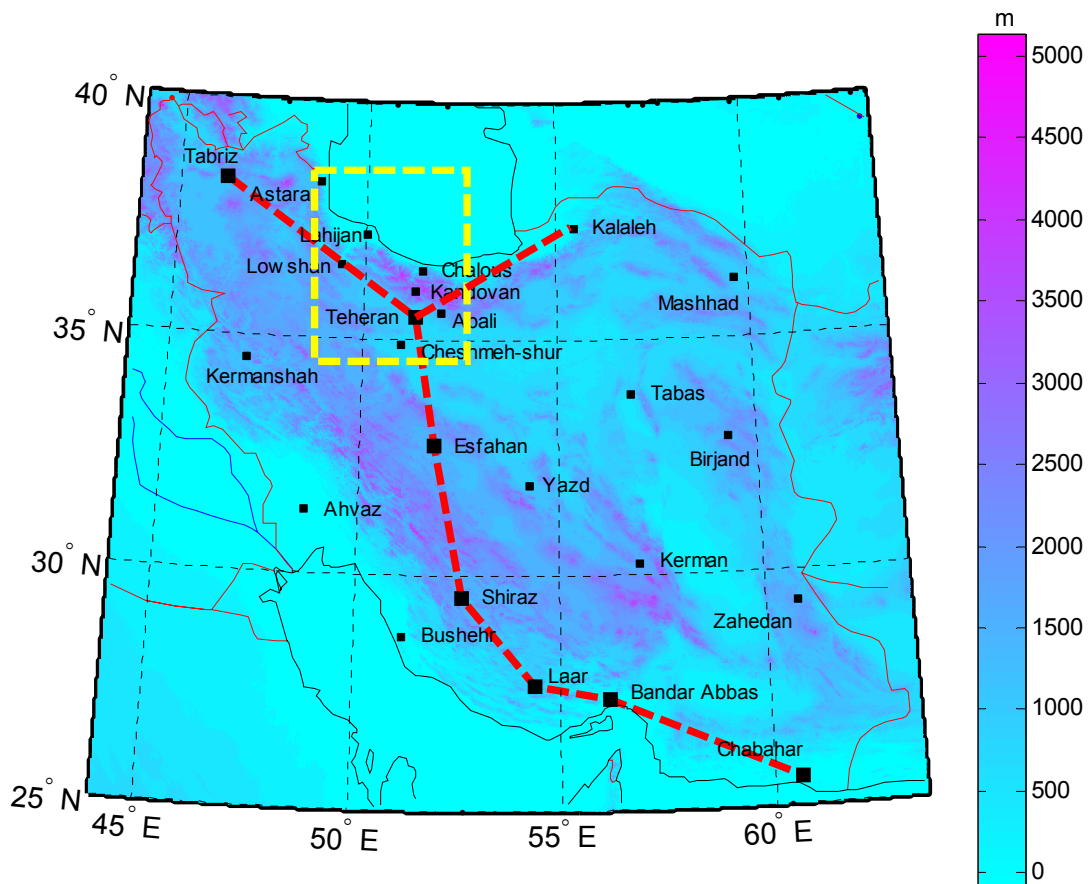 m
5000
4500
4000
3500
3000
2500
2000
1500
1000
500
0
40° N
35° N
30° N
25° N
45° E
50° E
55° E
60° E
Tabriz
Astara
Lahijan
Lowshan
Chalous
Kandovan
Teheran
Abali
Cheshmeh-shur
Kalaleh
Mashhad
Kermanshah
Tabas
Birjand
Esfahan
Yazd
Ahvaz
Kerman
Shiraz
Zahedan
Bushehr
Laar
Bandar Abbas
Chabahar